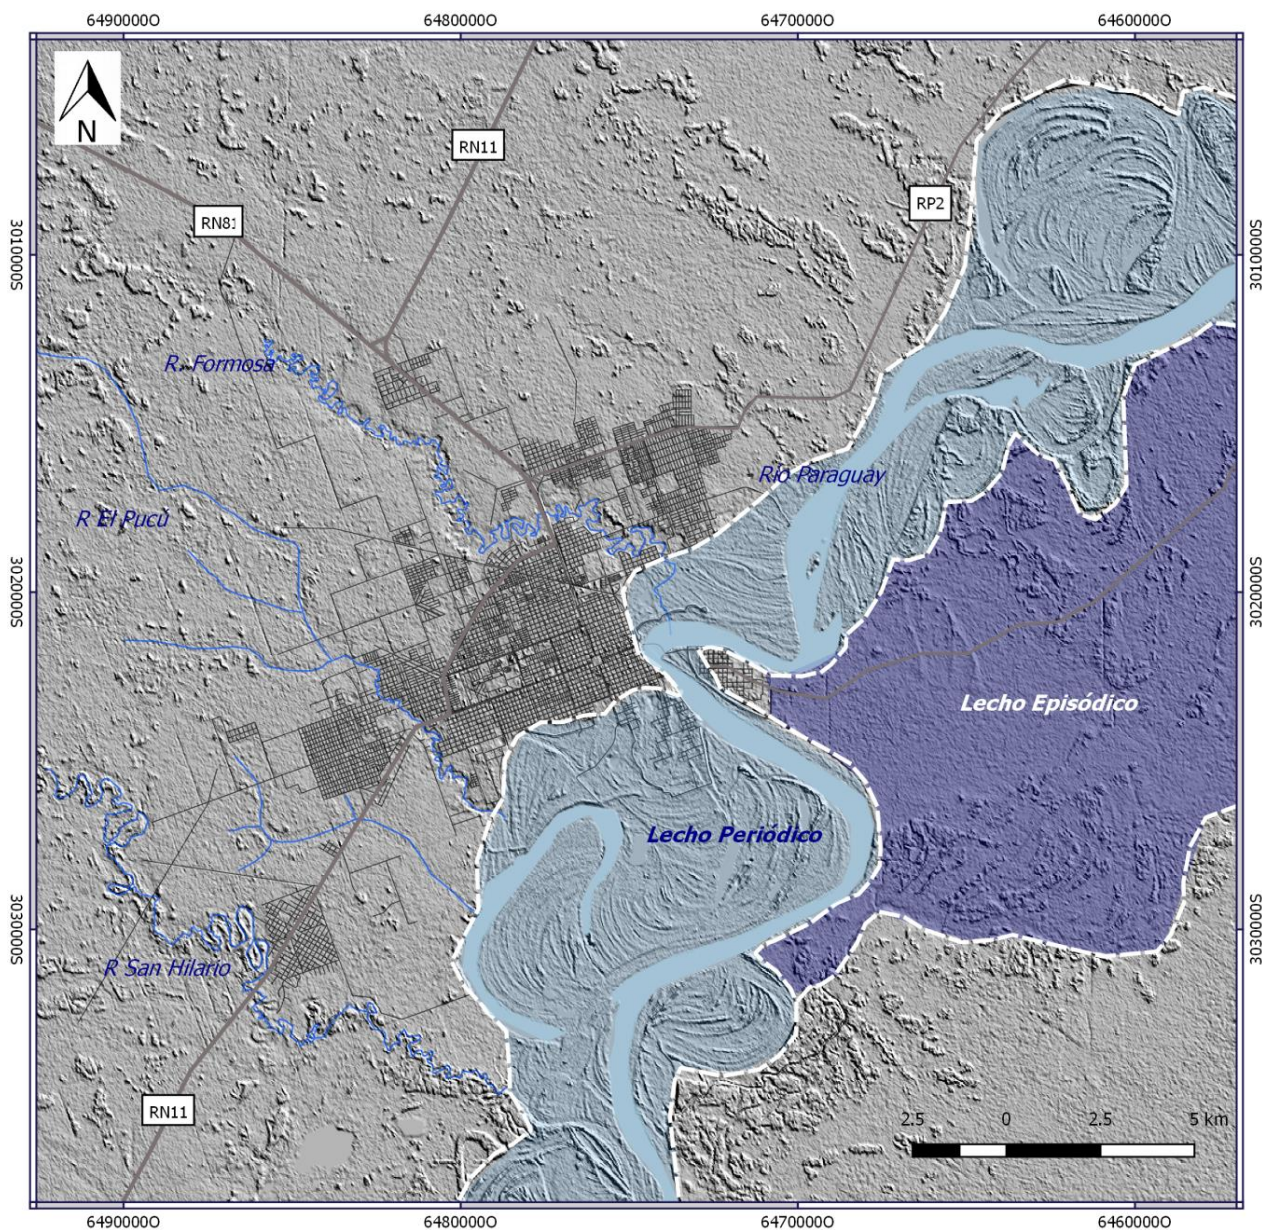 6490000O 6480000O 6470000O 6460000O
N
RN11
RP2
RN81
3010000S 3010000S
R. Formosa
Río Paraguay
R El Pucú
3020000S 3020000S
Lecho Episódico
Lecho Periódico
3030000S 3030000S
R San Hilario
RN11
2.5 0 2.5 5 km
6490000O 6480000O 6470000O 6460000O